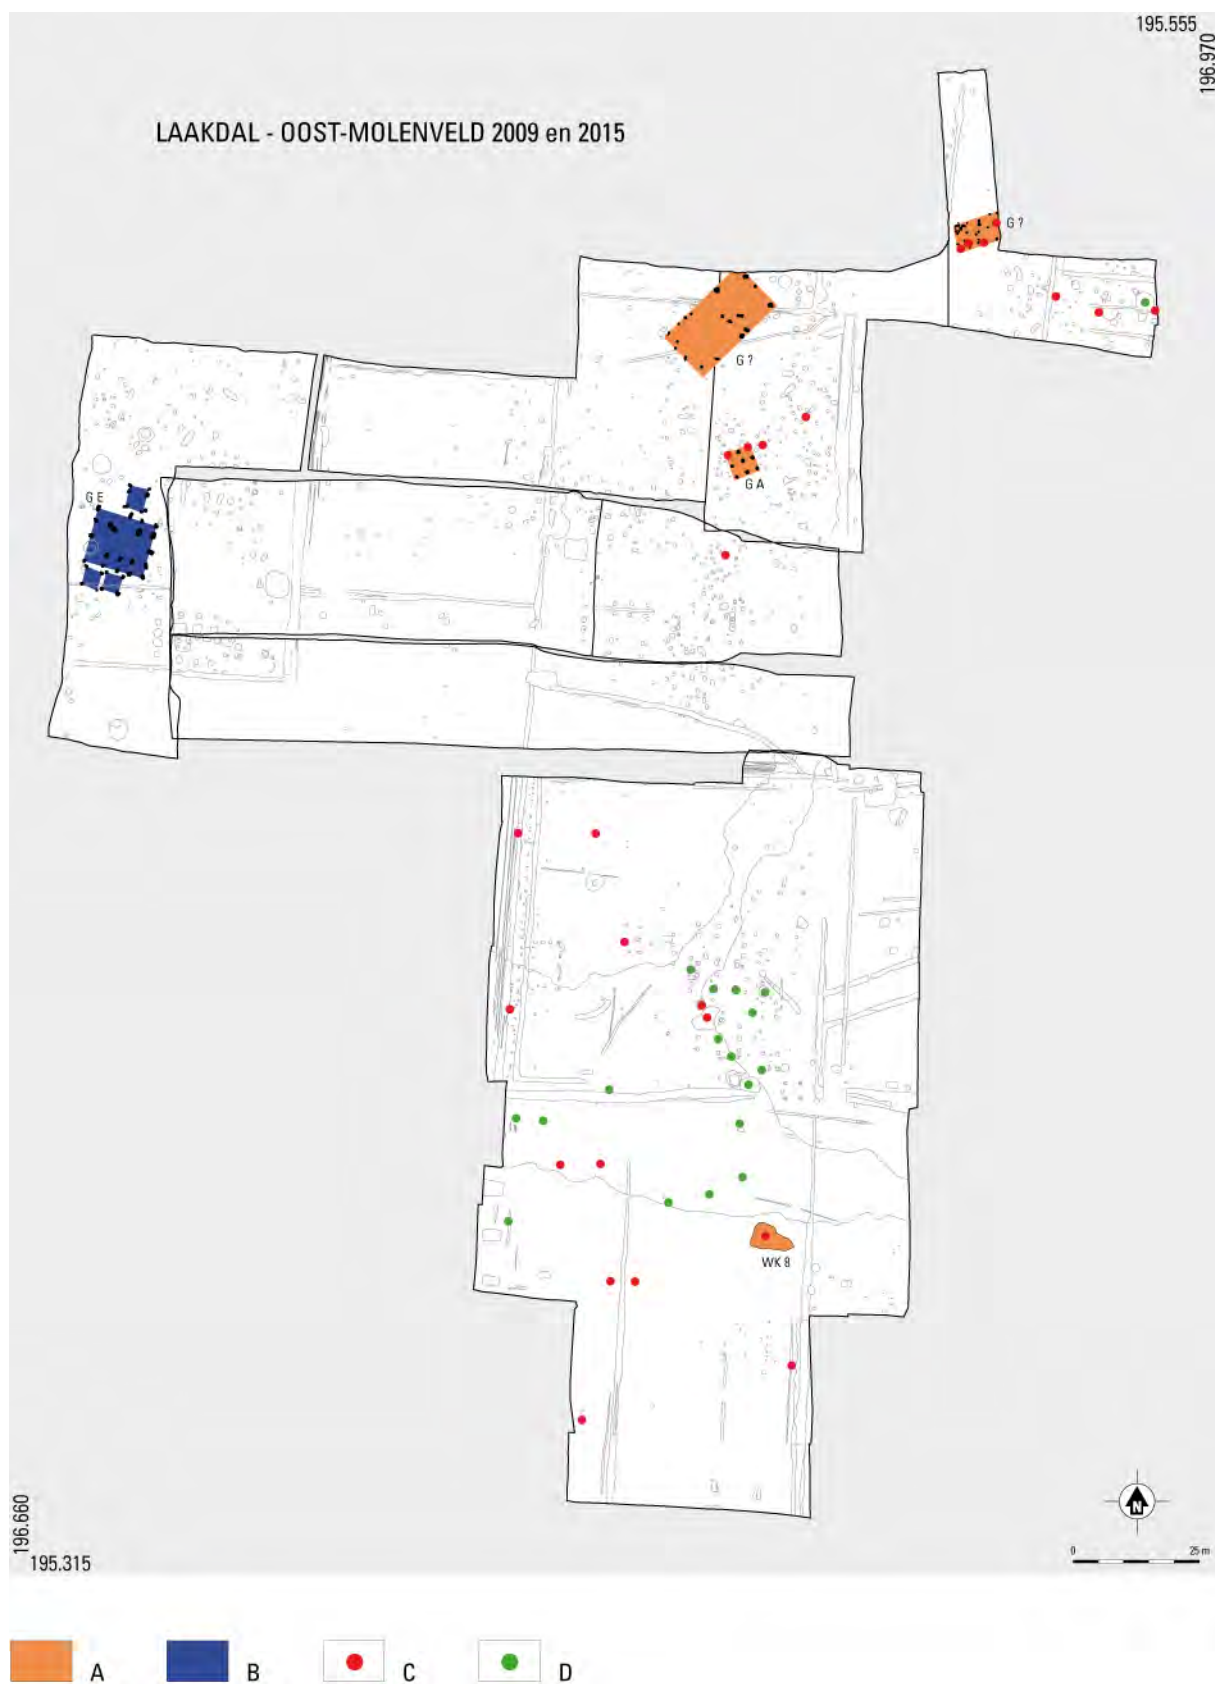 195.555
196.970
LAAKDAL - OOST-MOLENVELD 2009 en 2015
G ?
G ?
G A
G E
WK 8
N
196.660
195.315
0 25 m
A B C D